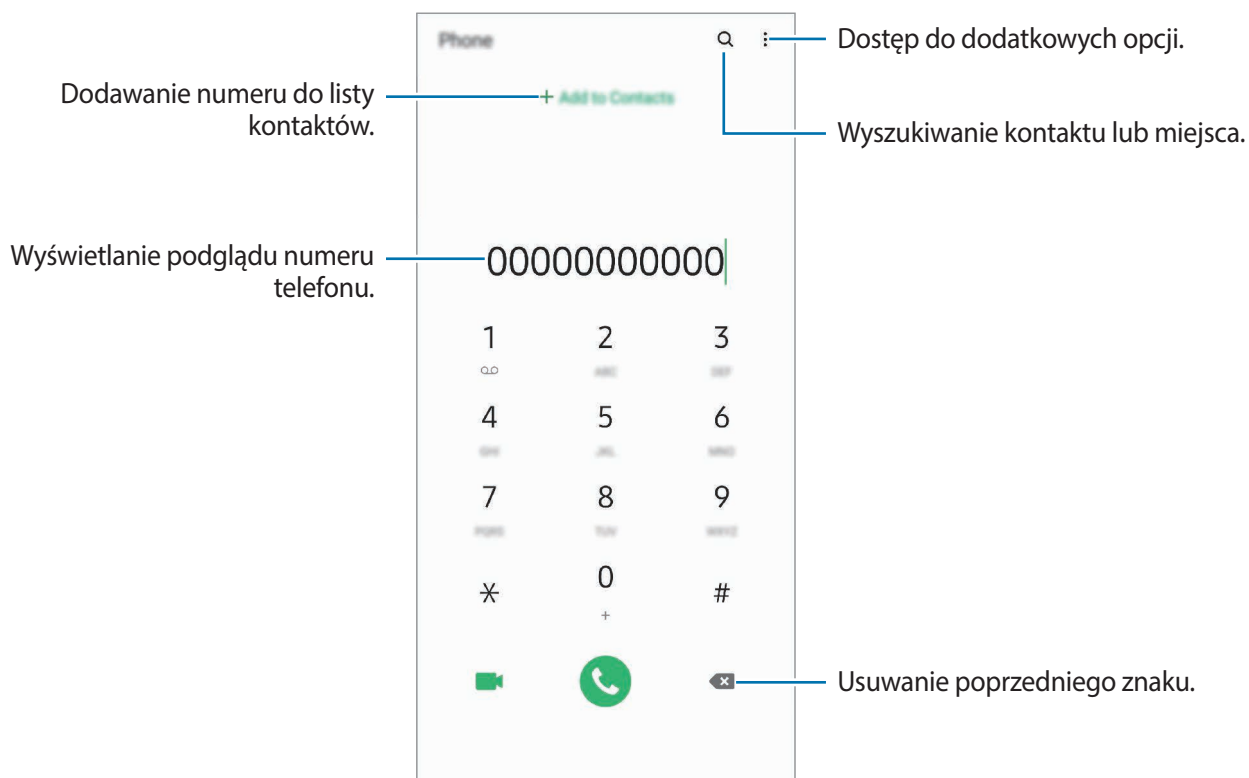 Phone
Dostęp do dodatkowych opcji.
Dodawanie numeru do listy
kontaktów.
+ Add to Contacts
Wyszukiwanie kontaktu lub miejsca.
Wyświetlanie podglądu numeru
telefonu.
00000000000
1 2 3
ABC DEF
4 5 6
GHI JKL MNO
7 8 9
PQRS TUV WXYZ
* 0 #
+
Usuwanie poprzedniego znaku.